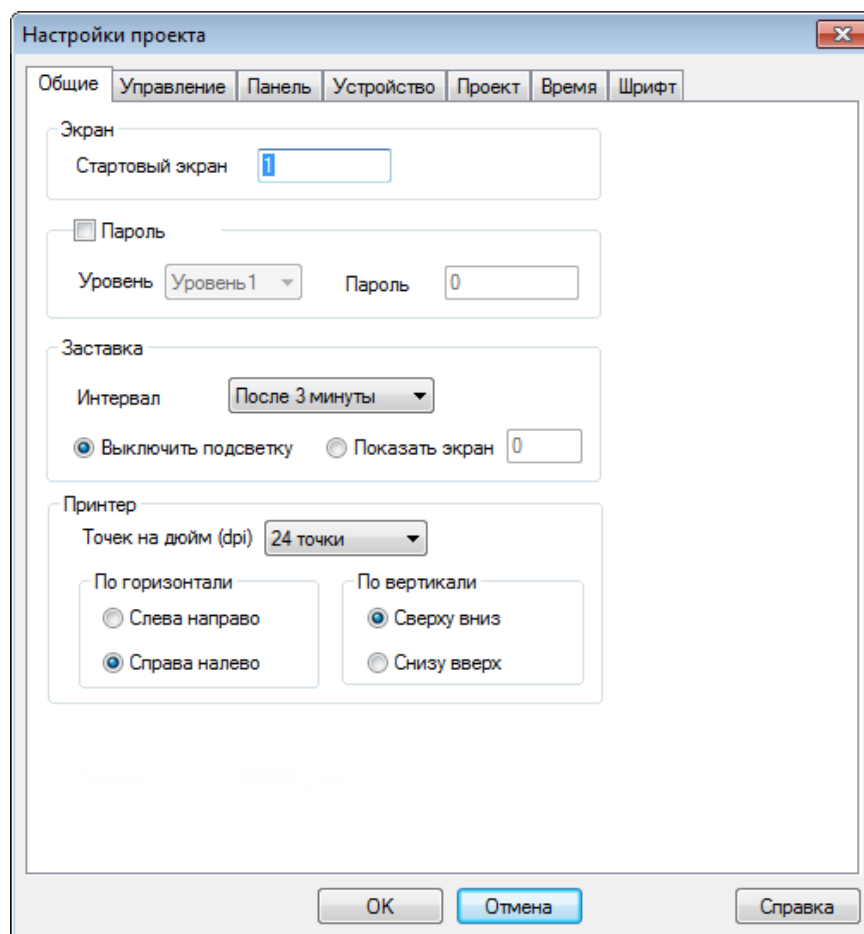 Настройки проекта
Общие Управление Панель Устройство Проект Время Шрифт
Экран
Стартовый экран 1
Пароль
Уровень Уровень1 Пароль 0
Заставка
Интервал После 3 минуты
Выключить подсветку Показать экран 0
Принтер
Точек на дюйм (dpi) 24 точки
По горизонтали По вертикали
Слева направо Сверху вниз
Справа налево Снизу вверх
OK Отмена Справка